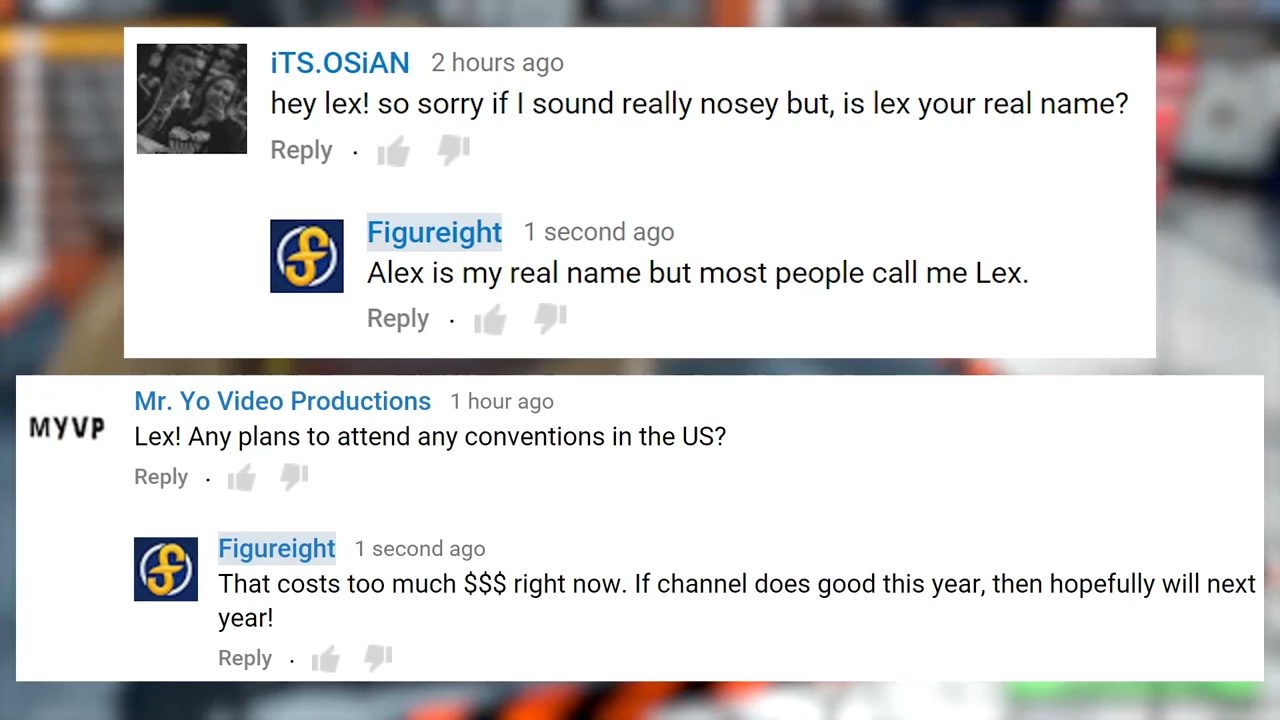 iTS.OSiAN 2 hours ago
hey lex! so sorry if I sound really nosey but, is lex your real name?
Reply ·
Figureight 1 second ago
Alex is my real name but most people call me Lex.
Reply ·
MYVP
Mr. Yo Video Productions 1 hour ago
Lex! Any plans to attend any conventions in the US?
Reply ·
Figureight 1 second ago
That costs too much $$$ right now. If channel does good this year, then hopefully will next
year!
Reply ·